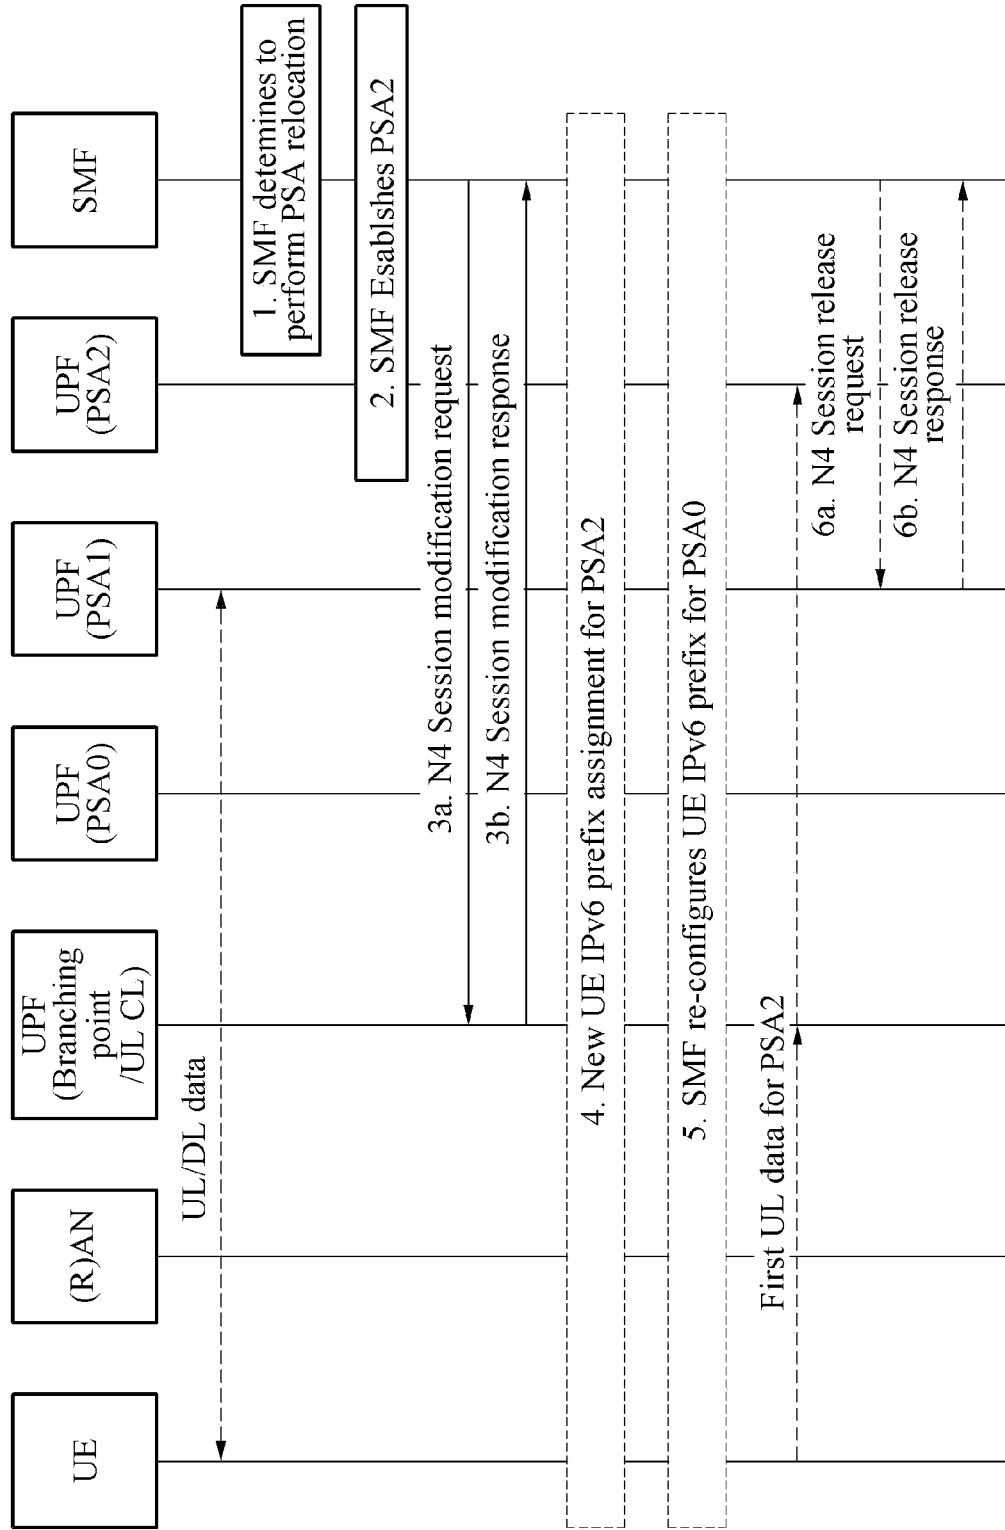 UE
(R)AN
UPF
(Branching
point
/UL CL)
UPF
(PSA0)
UPF
(PSA1)
UPF
(PSA2)
SMF
UL/DL data
1. SMF detemines to
perform PSA relocation
2. SMF Esablshes PSA2
3a. N4 Session modification request
3b. N4 Session modification response
4. New UE IPv6 prefix assignment for PSA2
5. SMF re-configures UE IPv6 prefix for PSA0
First UL data for PSA2
6a. N4 Session release
request
6b. N4 Session release
response